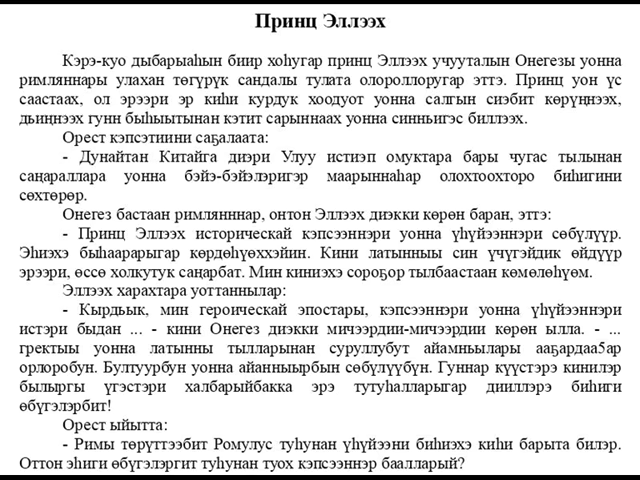 Принц Эллээх
Кэрэ-куо дыбарыаһын биир хоһугар принц Эллээх учууталын Онегезы уонна
римляннары улахан төгүрүк сандалы тулата олороллоругар эттэ. Принц уон үс
саастаах, ол эрээри эр киһи курдук хоодуот уонна салгын сиэбит көрүҥнээх,
дьиҥнээх гунн быһыытынан кэтит сарыннаах уонна синньигэс биллээх.
Орест кэпсэтиини саҕалаата:
- Дунайтан Китайга диэри Улуу истиэп омуктара бары чугас тылынан
саҥараллара уонна бэйэ-бэйэлэригэр маарыннаһар олохтоохторо биһигини
сөхтөрөр.
Онегез бастаан римлянннар, онтон Эллээх диэкки көрөн баран, эттэ:
- Принц Эллээх историческай кэпсээннэри уонна үһүйээннэри сөбүлүүр.
Эһиэхэ быһаарарыгар көрдөһүөххэйин. Кини латынныы син үчүгэйдик өйдүүр
эрээри, өссө холкутук саҥарбат. Мин киниэхэ сороҕор тылбаастаан көмөлөһүөм.
Эллээх харахтара уоттаннылар:
- Кырдьык, мин героическай эпостары, кэпсээннэри уонна үһүйээннэри
истэри быдан ... - кини Онегез диэкки мичээрдии-мичээрдии көрөн ылла. - ...
гректыы уонна латынны тылларынан суруллубут айамньылары ааҕардаа5ар
орлоробун. Бултуурбун уонна айанныырбын сөбүлүүбүн. Гуннар күүстэрэ кинилэр
былыргы үгэстэри халбарыйбакка эрэ тутуһалларыгар дииллэрэ биһиги
өбүгэлэрбит!
Орест ыйытта:
- Римы төрүттээбит Ромулус туһунан үһүйээни биһиэхэ киһи барыта билэр.
Оттон эһиги өбүгэлэргит туһунан туох кэпсээннэр баалларый?